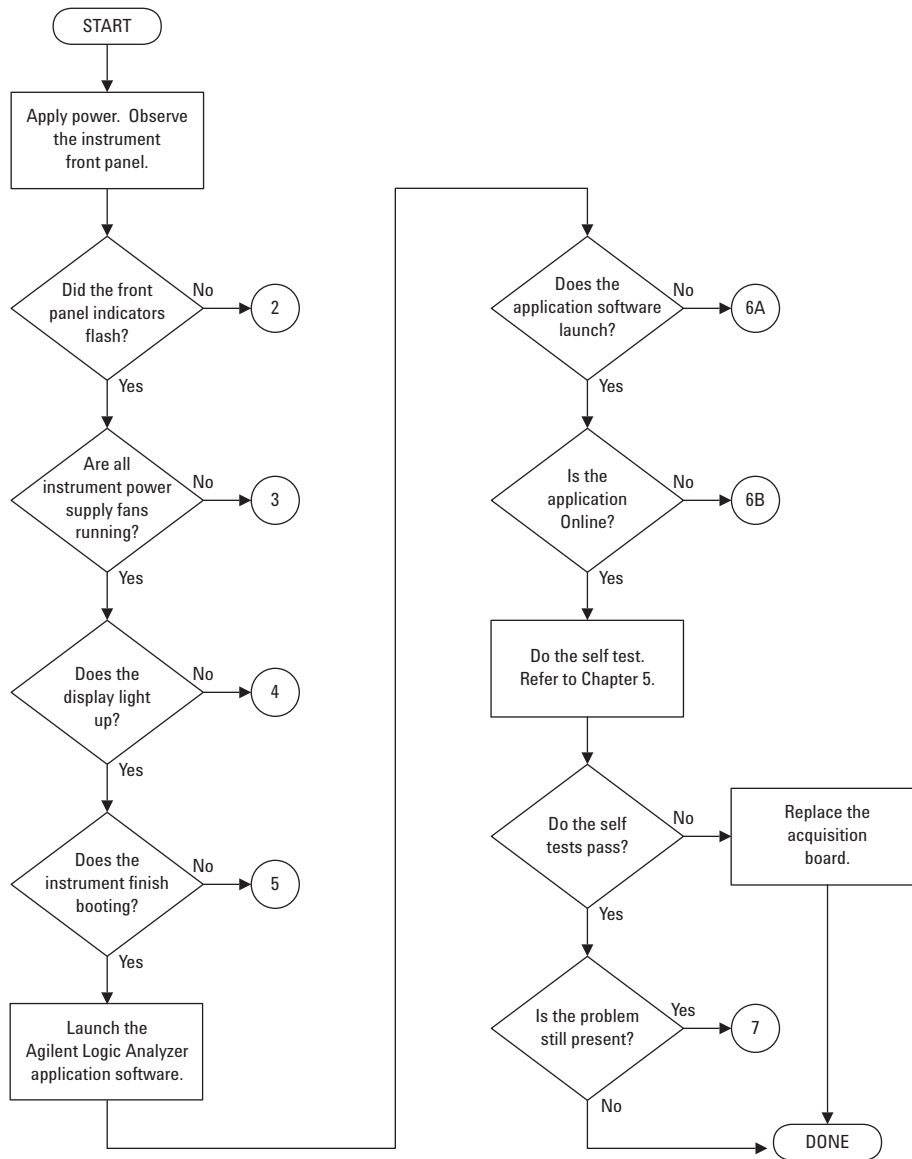 START
Apply power. Observe
the instrument
front panel.
Did the front
panel indicators
flash?
No
2
Yes
Are all
instrument power
supply fans
running?
No
3
Yes
Does the
display light
up?
No
4
Yes
Does the
instrument finish
booting?
No
5
Yes
Launch the
Agilent Logic Analyzer
application software.
Does the
application software
launch?
No
6A
Yes
Is the
application
Online?
No
6B
Yes
Do the self test.
Refer to Chapter 5.
Do the self
tests pass?
No
Replace the
acquisition
board.
Yes
Is the problem
still present?
Yes
7
No
DONE